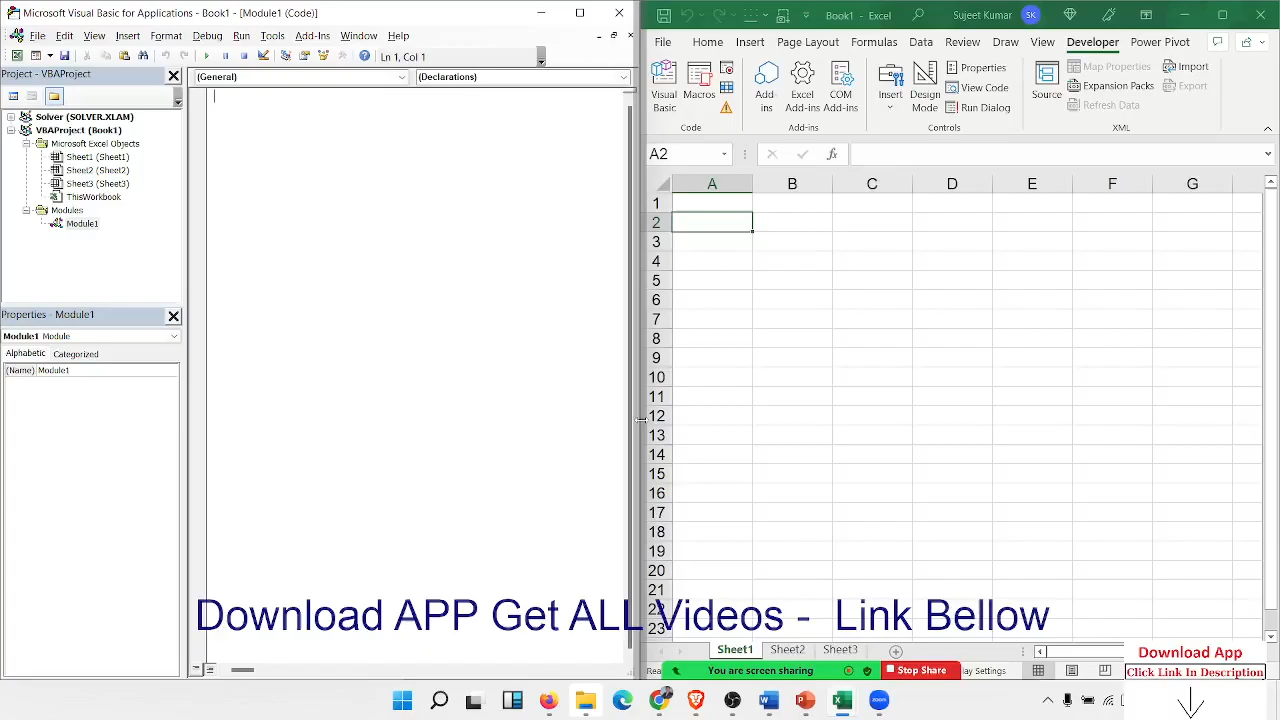 Microsoft Visual Basic for Applications - Book1 - [Module1 (Code)]
File Edit View Insert Format Debug Run Tools Add-Ins Window Help
Ln 1, Col 1
Project - VBAProject
Solver (SOLVER.XLAM)
VBAProject (Book1)
Microsoft Excel Objects
Sheet1 (Sheet1)
Sheet2 (Sheet2)
Sheet3 (Sheet3)
ThisWorkbook
Modules
Module1
Properties - Module1
Module1 Module
Alphabetic Categorized
(Name) Module1
(General) (Declarations)
Book1 - Excel Sujeet Kumar SK
File Home Insert Page Layout Formulas Data Review Draw View Developer Power Pivot
Visual Basic
Macros
Code
Add-ins
Excel Add-ins
COM Add-ins
Add-ins
Insert
Design Mode
Properties
View Code
Run Dialog
Controls
Source
Map Properties
Expansion Packs
Refresh Data
Import
Export
XML
A2 fx
A B C D E F G
1
2
3
4
5
6
7
8
9
10
11
12
13
14
15
16
17
18
19
20
21
22
23
Download APP Get ALL Videos - Link Bellow
Sheet1 Sheet2 Sheet3
You are screen sharing Stop Share lay Settings
Download App
Click Link In Description
zoom